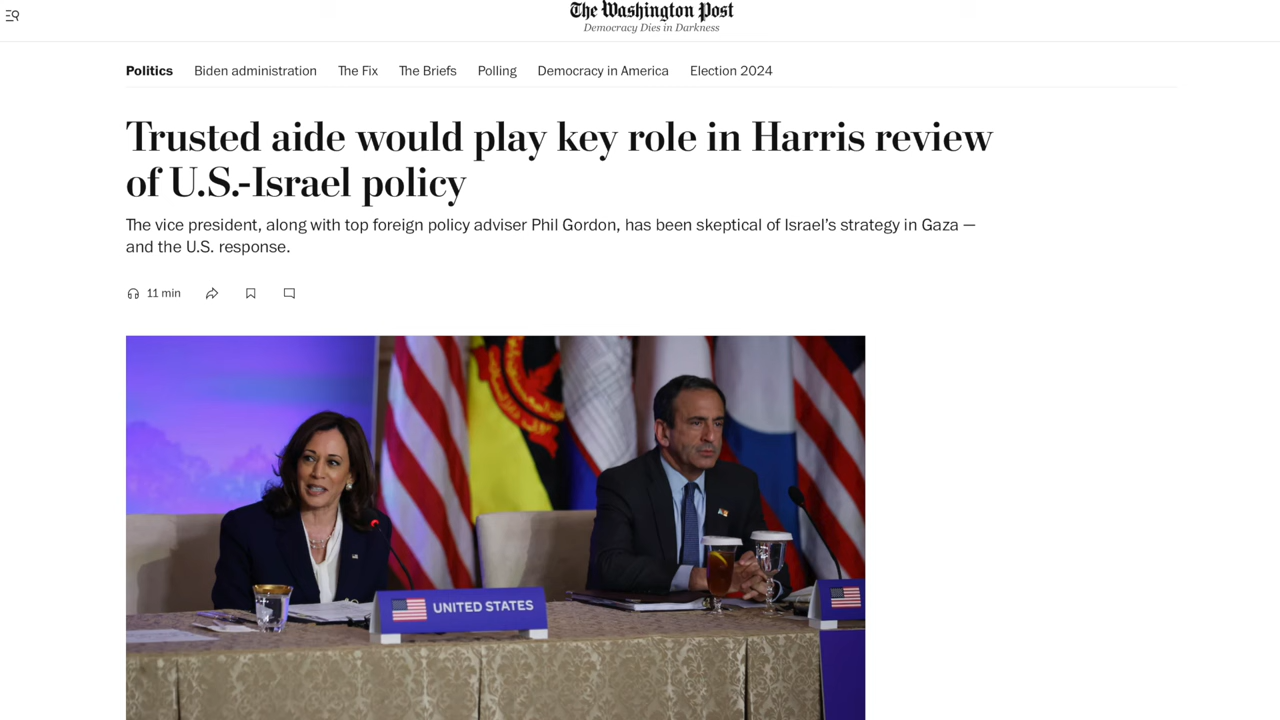 The Washington Post
Democracy Dies in Darkness
Politics Biden administration The Fix The Briefs Polling Democracy in America Election 2024
Trusted aide would play key role in Harris review
of U.S.-Israel policy
The vice president, along with top foreign policy adviser Phil Gordon, has been skeptical of Israel’s strategy in Gaza —
and the U.S. response.
11 min
UNITED STATES